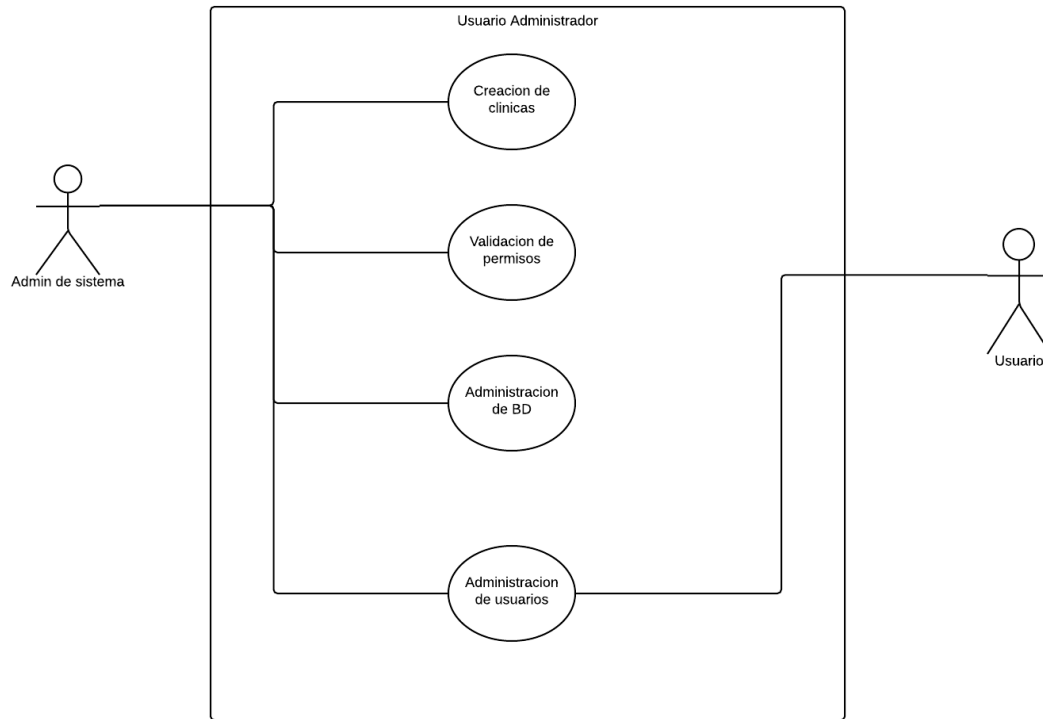 Usuario Administrador
Creacion de
clinicas
Validacion de
permisos
Admin de sistema
Usuario
Administracion
de BD
Administracion
de usuarios